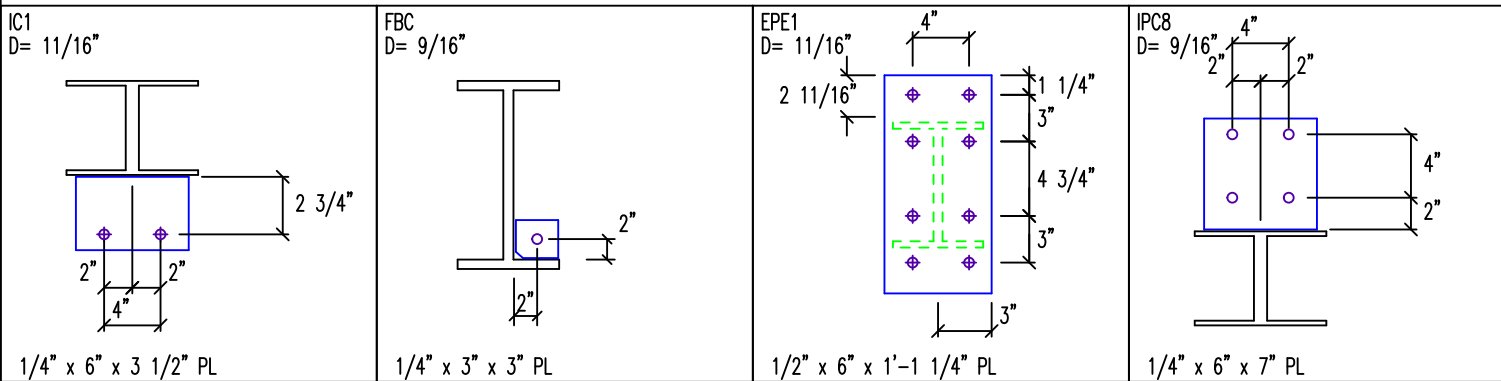 IC1
D= 11/16"
2 3/4"
2"
2"
4"
1/4" x 6" x 3 1/2" PL
FBC
D= 9/16"
2"
2"
1/4" x 3" x 3" PL
EPE1
D= 11/16"
4"
2 11/16"
1 1/4"
3"
4 3/4"
3"
3"
1/2" x 6" x 1'-1 1/4" PL
IPC8
D= 9/16"
4"
2"
2"
4"
2"
1/4" x 6" x 7" PL